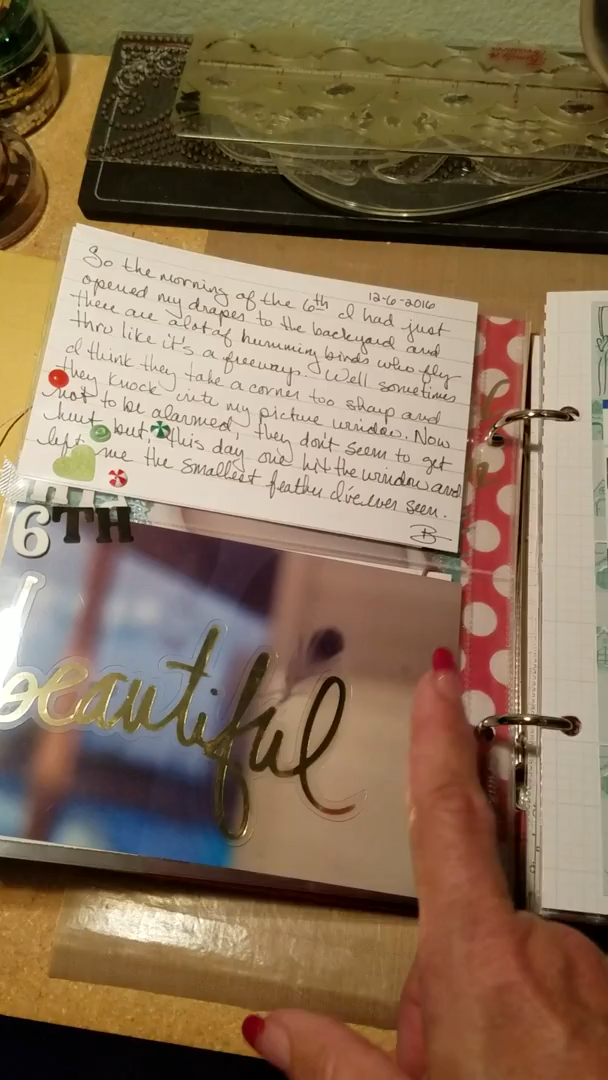 12-6-2016
So the morning of the 6th I had just
opened my drapes to the backyard and
there are alot of humming birds who fly
thru like it's a freeway. Well sometimes
I think they take a corner too sharp and
they knock into my picture window. Now
not to be alarmed, they don't seem to get
hurt but, this day one hit the window and
left me the smallest feather I've ever seen.
B
6TH
beautiful